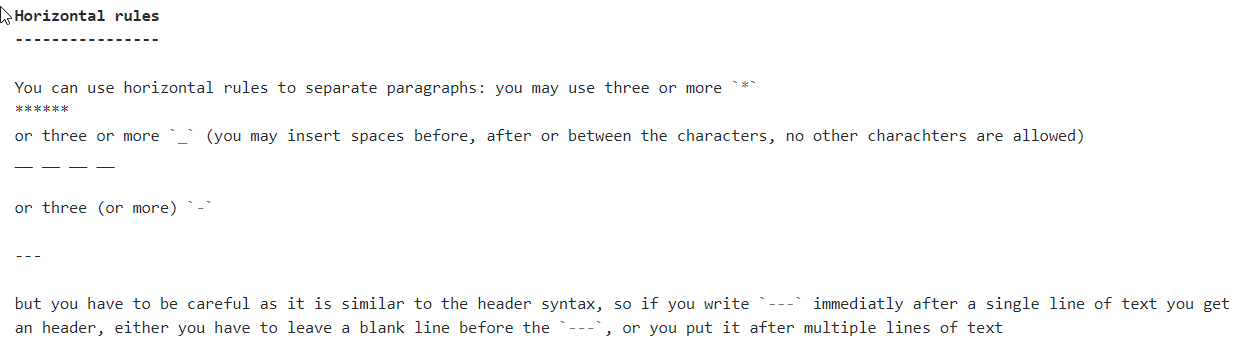 Horizontal rules
----------------
You can use horizontal rules to separate paragraphs: you may use three or more `*`
******
or three or more `_` (you may insert spaces before, after or between the characters, no other charachters are allowed)
__ __ __ __
or three (or more) `-`
---
but you have to be careful as it is similar to the header syntax, so if you write `---` immediatly after a single line of text you get
an header, either you have to leave a blank line before the `---`, or you put it after multiple lines of text